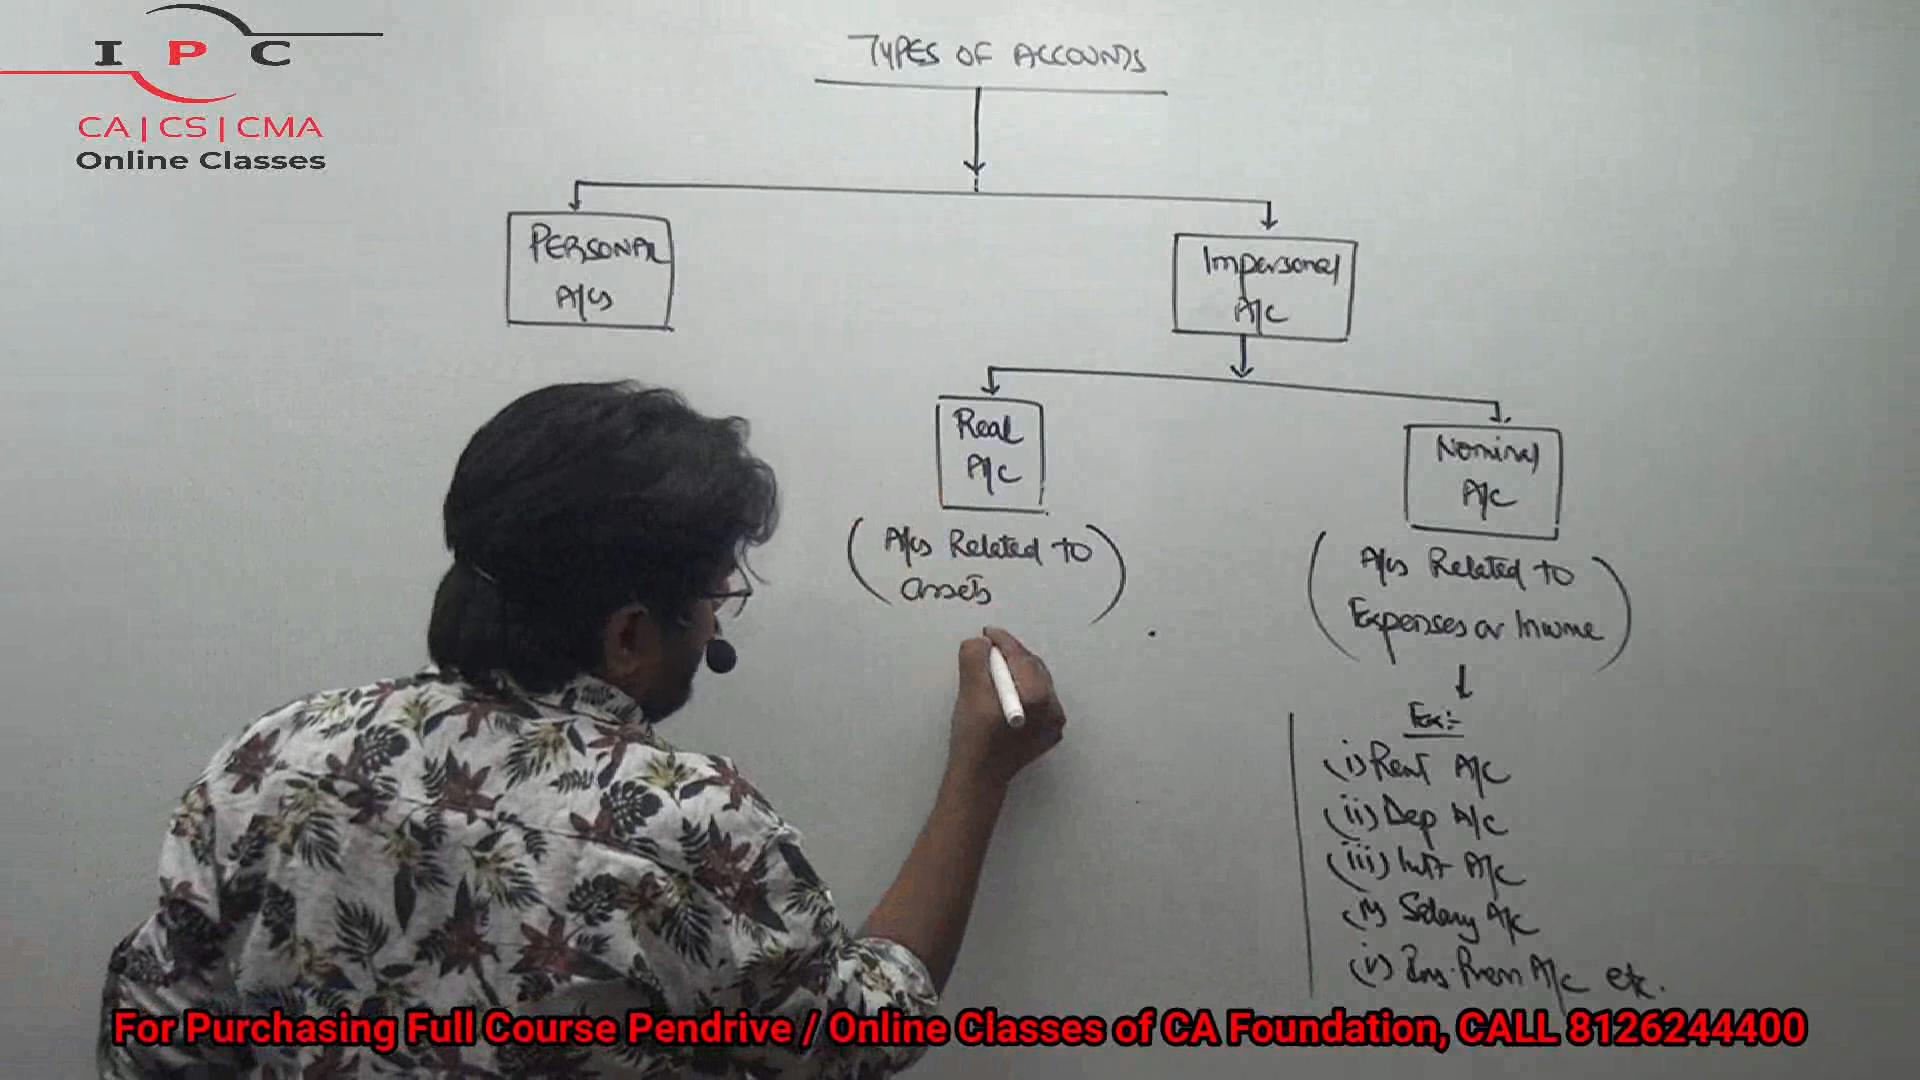 I P C
CA | CS | CMA
Online Classes
TYPES OF ACCOUNTS
PERSONAL
A/cs
Impersonal
A/c
Real
A/c
Nominal
A/c
A/cs Related to
assets
(A/cs Related to
Expenses or Income)
Ex:-
(i) Rent A/c
(ii) Dep A/c
(iii) Int A/c
(iv) Salary A/c
(v) Ins. Prem A/c etc.
For Purchasing Full Course Pendrive / Online Classes of CA Foundation, CALL 8126244400